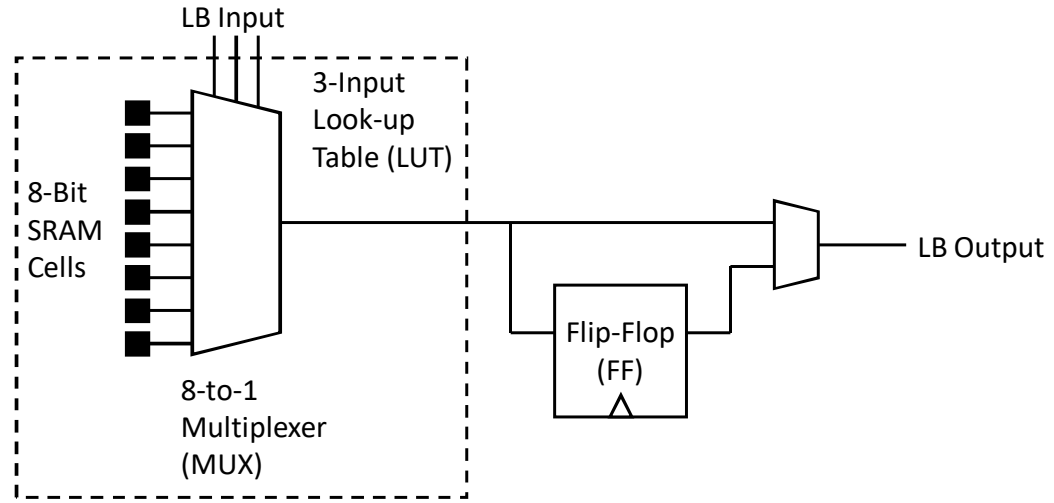 LB Input
3-Input
Look-up
Table (LUT)
8-Bit
SRAM
Cells
8-to-1
Multiplexer
(MUX)
Flip-Flop
(FF)
LB Output